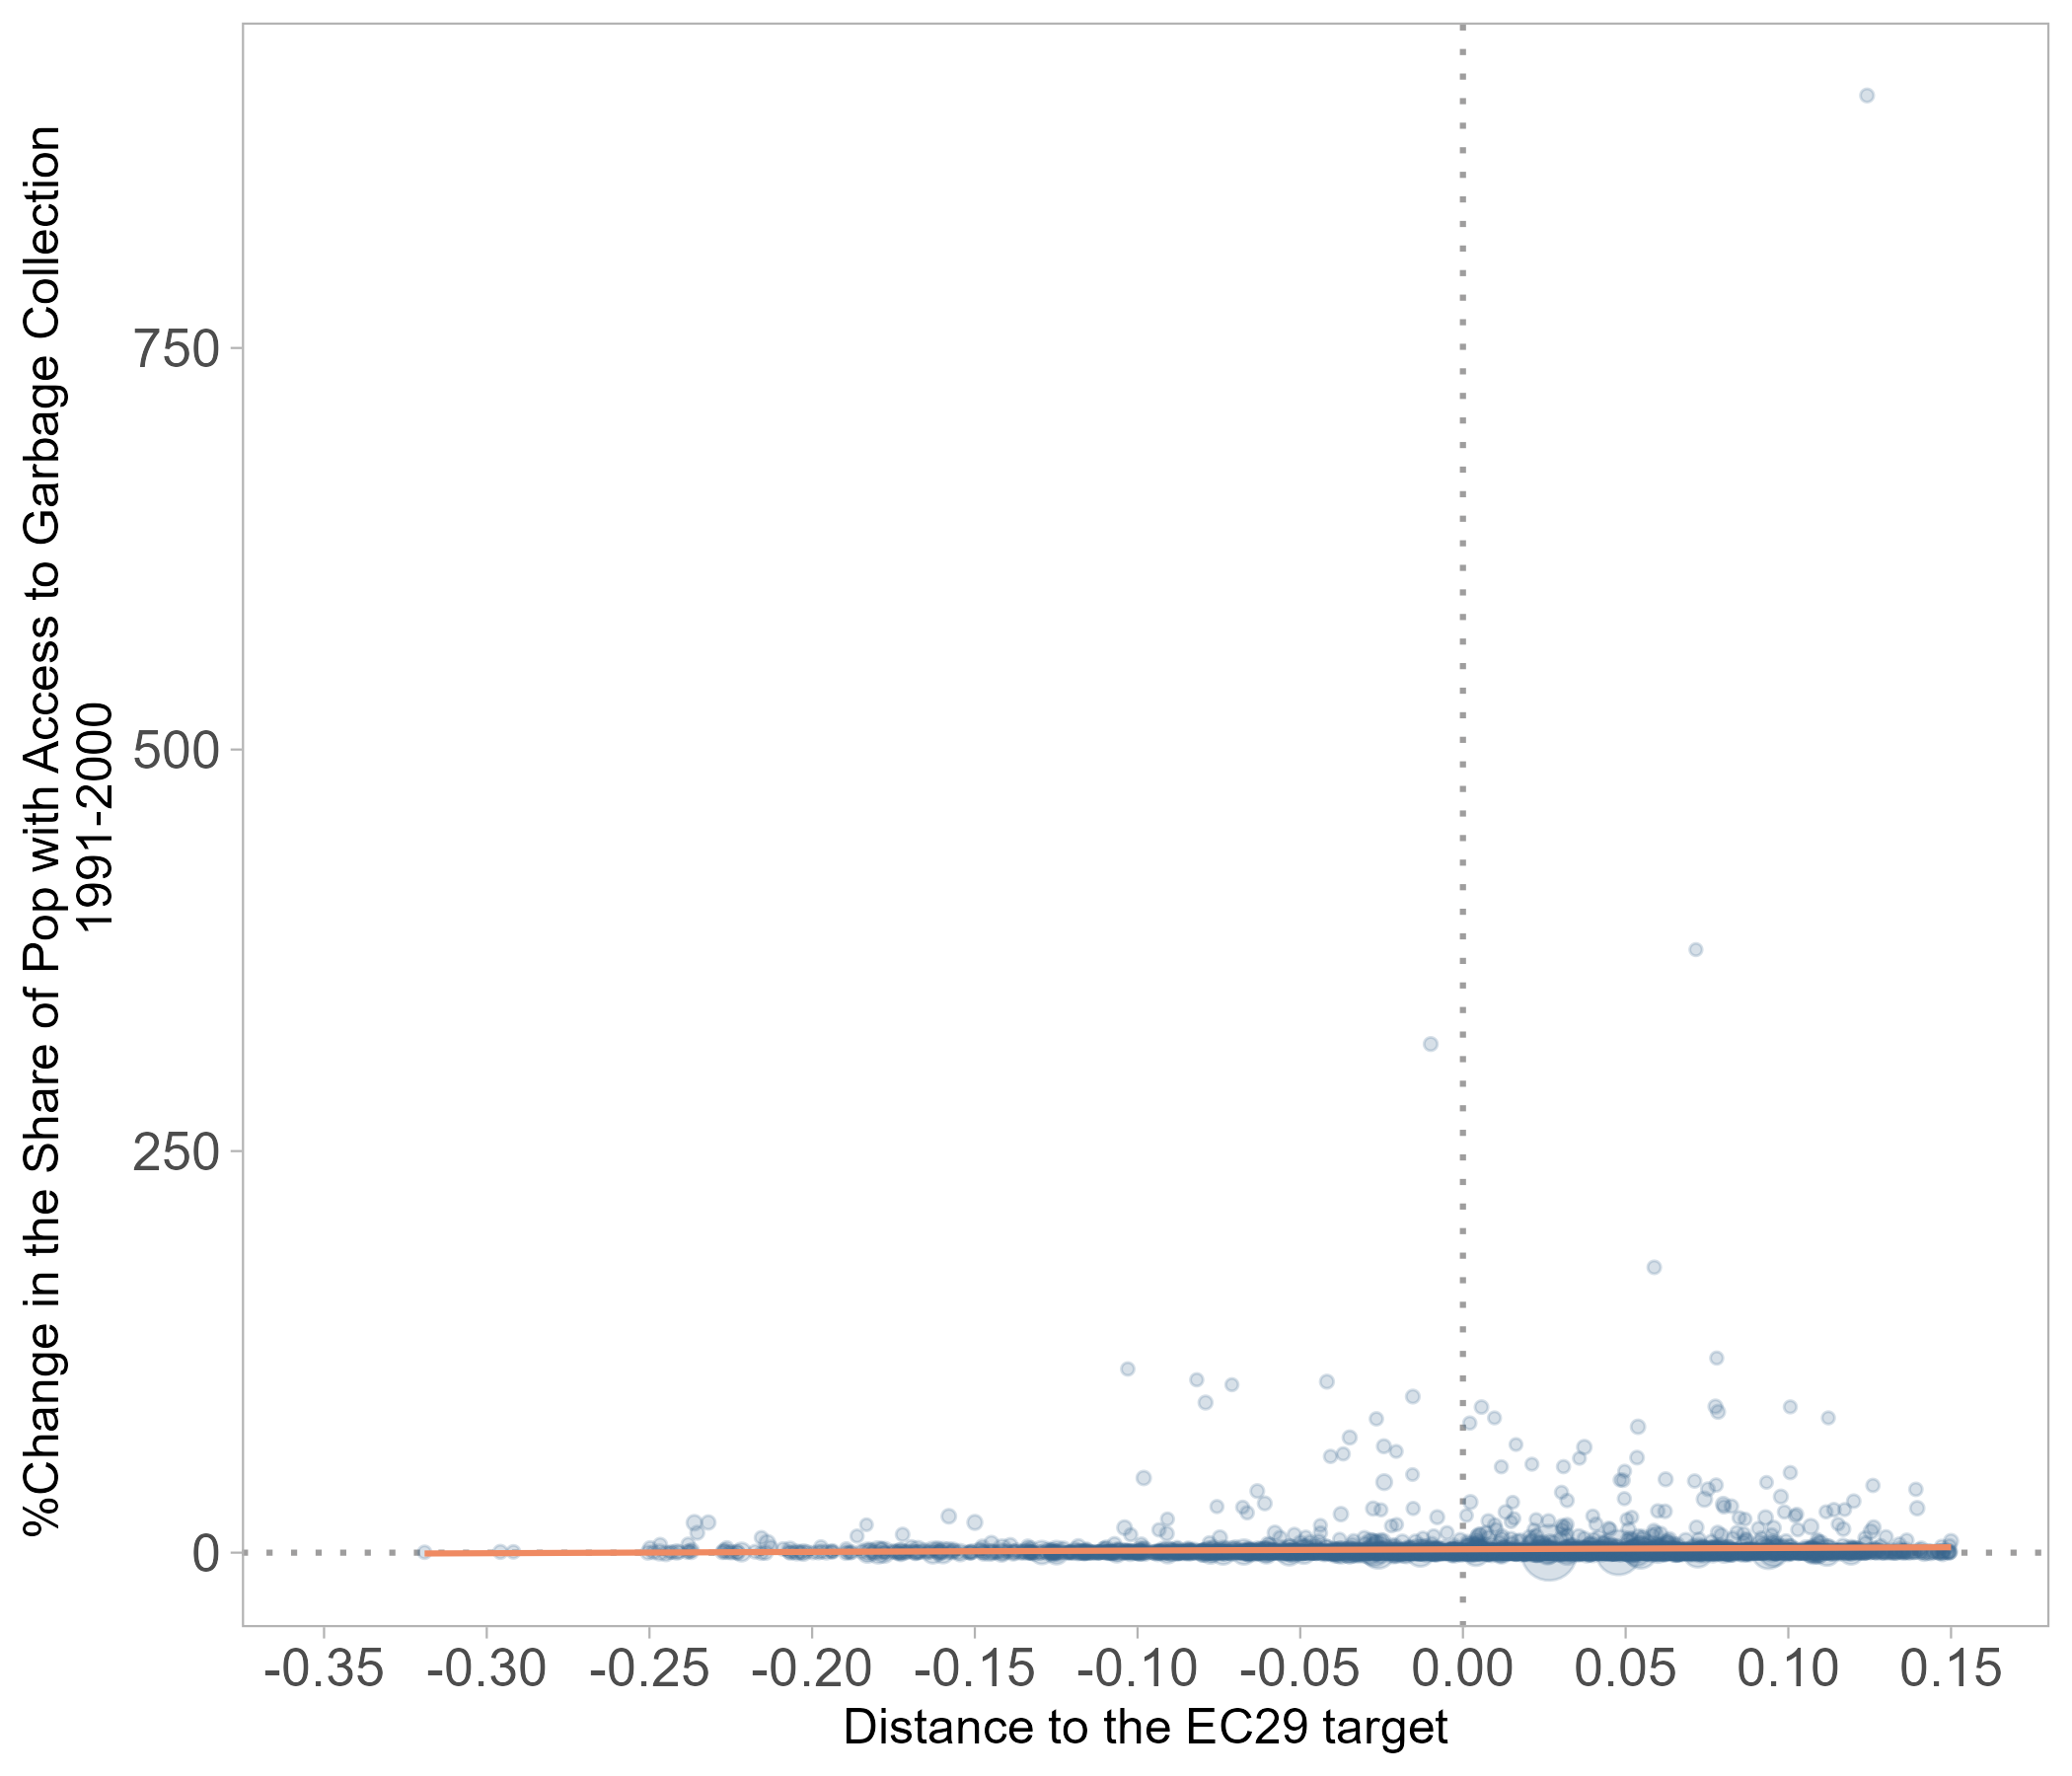 %Change in the Share of Pop with Access to Garbage Collection
1991-2000
750
500
250
0
-0.35 -0.30 -0.25 -0.20 -0.15 -0.10 -0.05 0.00 0.05 0.10 0.15
Distance to the EC29 target